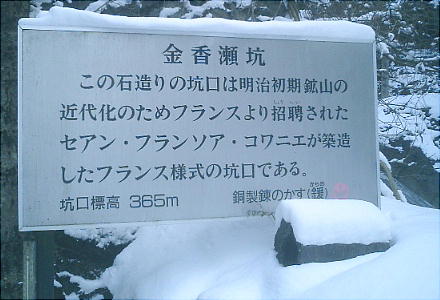 金香瀬坑
この石造りの坑口は明治初期鉱山の
近代化のためフランスより招聘された
セアン・フランソア・コワニエが築造
したフランス様式の坑口である。
坑口標高 365m
銅製錬のかす(鍰)